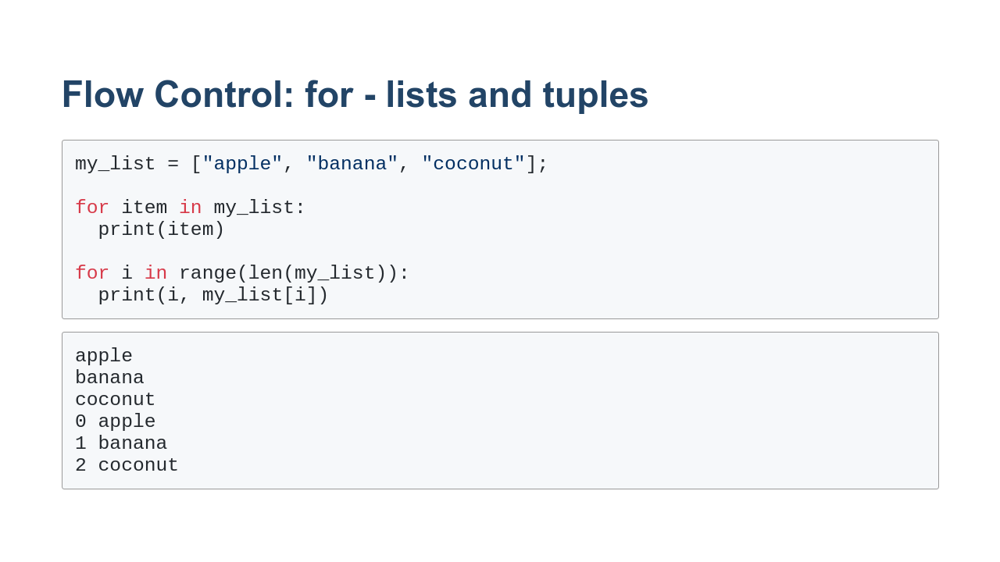 Flow Control: for - lists and tuples
my_list = ["apple", "banana", "coconut"];

for item in my_list:
  print(item)

for i in range(len(my_list)):
  print(i, my_list[i])

apple
banana
coconut
0 apple
1 banana
2 coconut